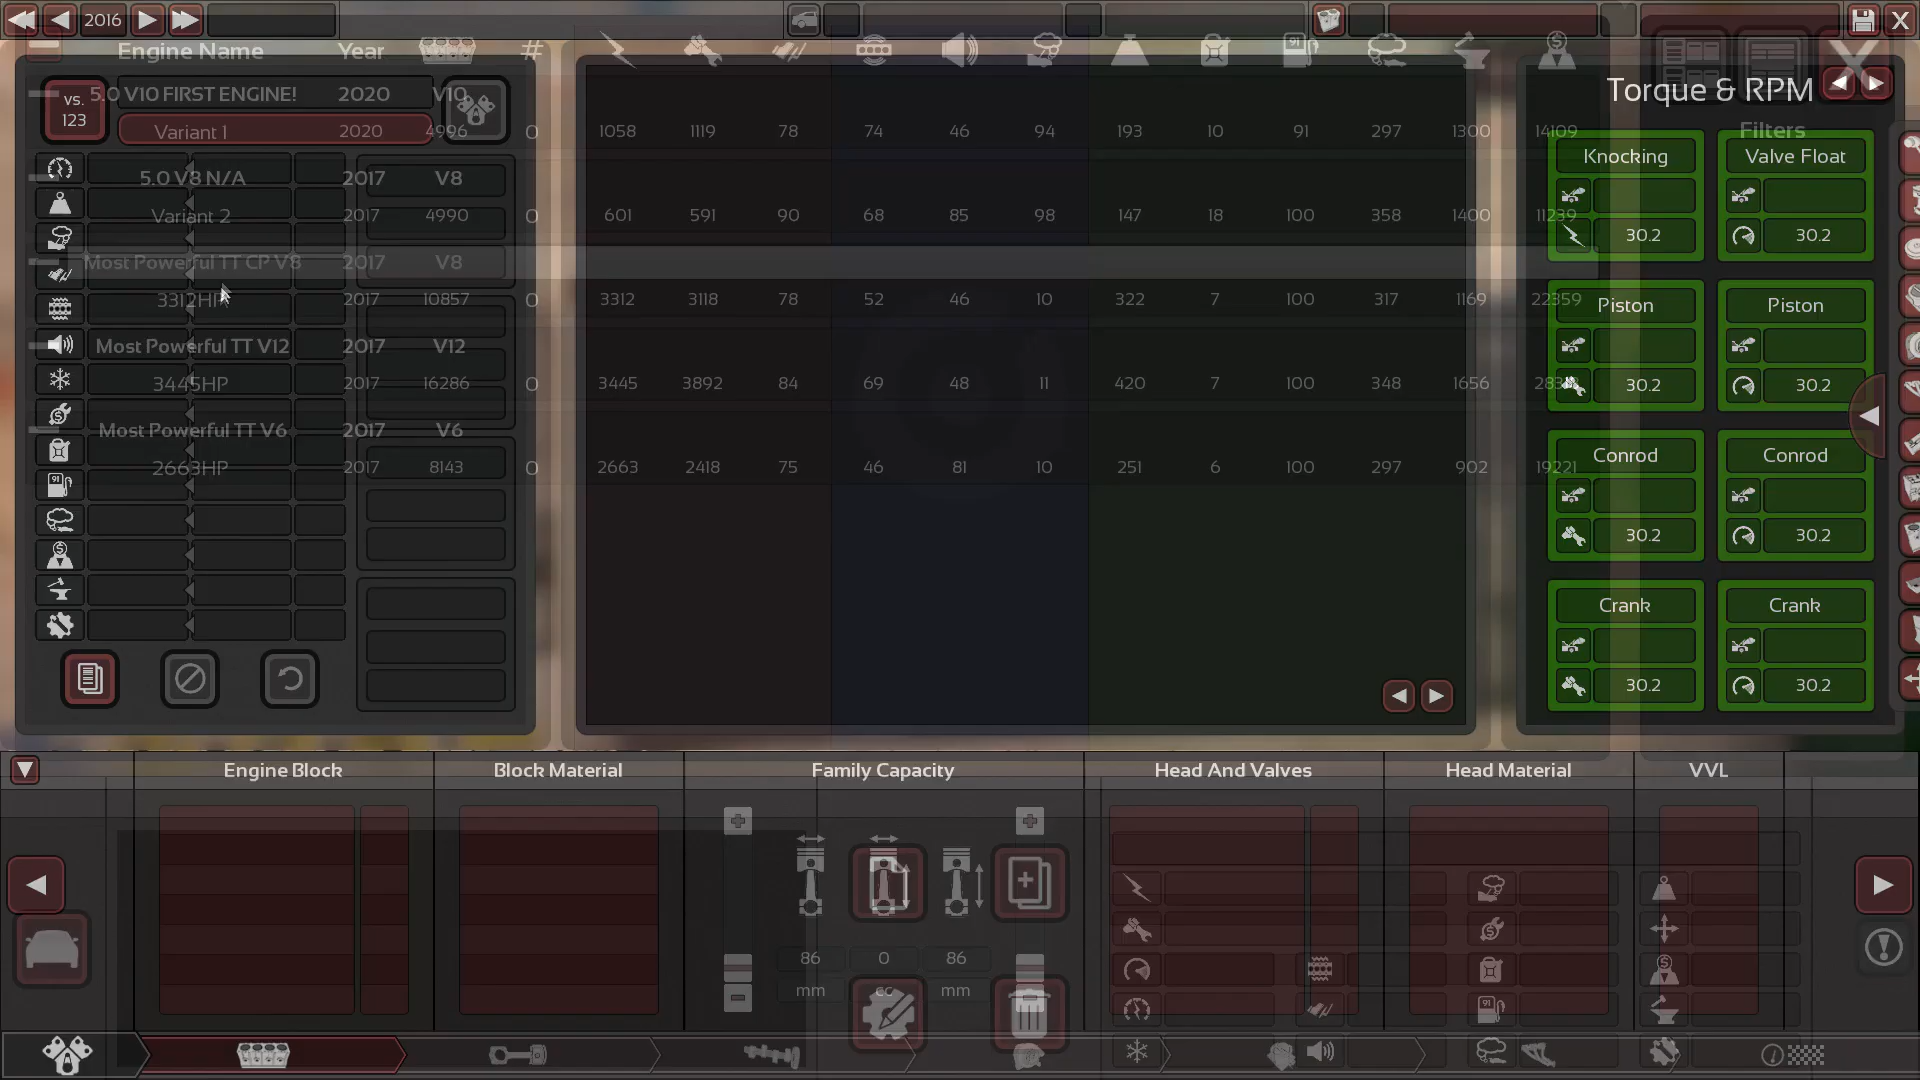 2016
Engine Name Year #
vs.
123
5.0 V10 FIRST ENGINE! 2020 V10
Variant 1 2020 4996 0 1058 1119 78 74 46 94 193 10 91 297 1300 14109
5.0 V8 N/A 2017 V8
Variant 2 2017 4990 0 601 591 90 68 85 98 147 18 100 358 1400 11239
Most Powerful TT CP V8 2017 V8
3312HP 2017 10857 0 3312 3118 78 52 46 10 322 7 100 317 1169 22359
Most Powerful TT V12 2017 V12
3445HP 2017 16286 0 3445 3892 84 69 48 11 420 7 100 348 1656
Most Powerful TT V6 2017 V6
2663HP 2017 8143 0 2663 2418 75 46 81 10 251 6 100 297 902 19221
91
Torque & RPM
Filters
Knocking Valve Float
30.2 30.2
Piston Piston
30.2 30.2
Conrod Conrod
30.2 30.2
Crank Crank
30.2 30.2
Engine Block Block Material Family Capacity Head And Valves Head Material VVL
86 0 86
mm cc mm